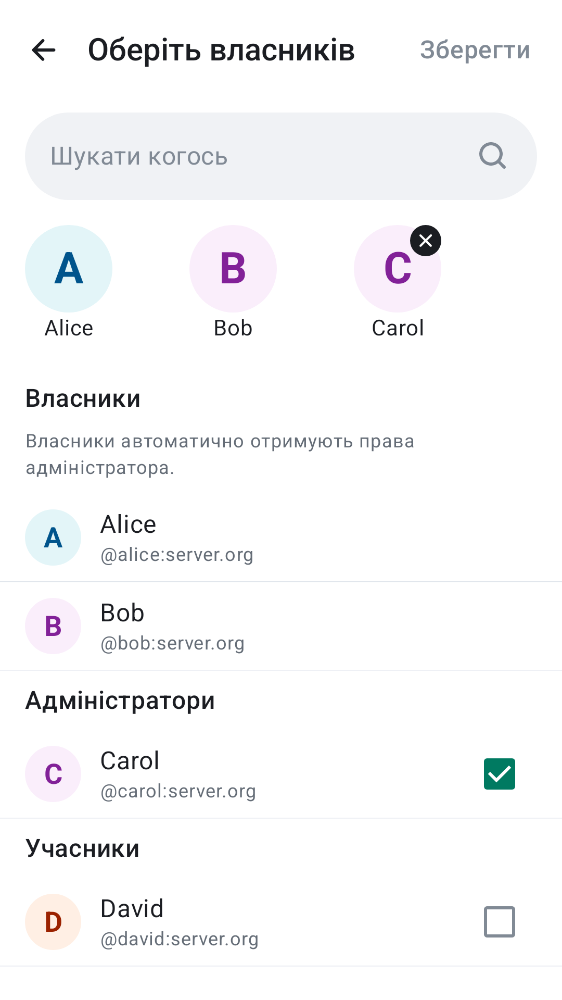 Оберіть власників
Зберегти
Шукати когось
A
B
C
Alice
Bob
Carol
Власники
Власники автоматично отримують права
адміністратора.
A
Alice
@alice:server.org
B
Bob
@bob:server.org
Адміністратори
C
Carol
@carol:server.org
Учасники
D
David
@david:server.org